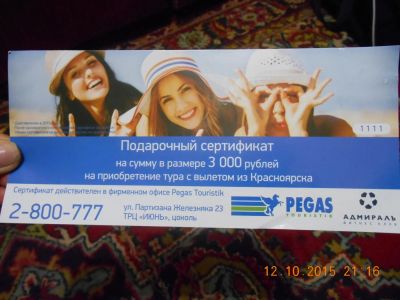 1111
Подарочный сертификат
на сумму в размере 3 000 рублей
на приобретение тура с вылетом из Красноярска
Сертификат действителен в фирменном офисе Pegas Touristik
2-800-777
ул. Партизана Железняка 23
ТРЦ «ИЮНЬ», цоколь
PEGAS
TOURISTIK
АДМИРАЛЪ
БИЗНЕС КЛУБ
12.10.2015 21:16